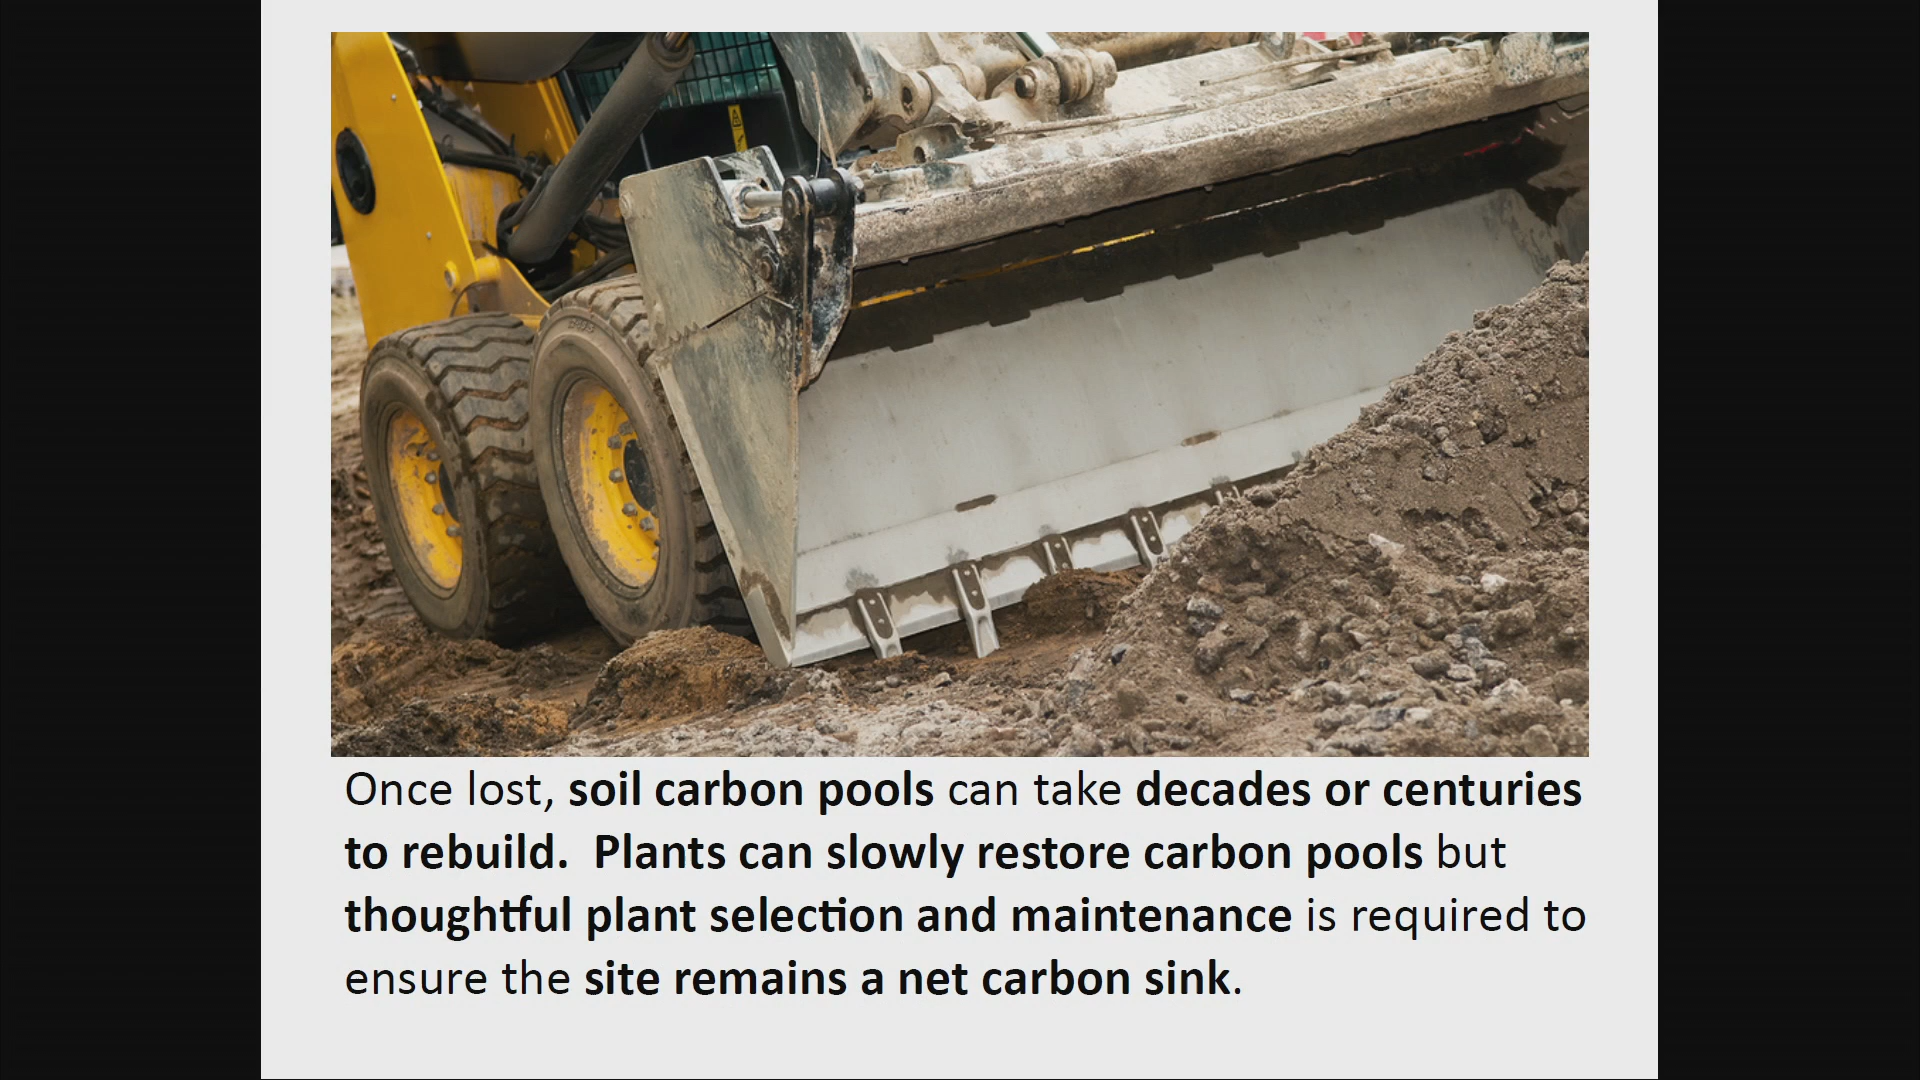 Once lost, soil carbon pools can take decades or centuries
to rebuild.  Plants can slowly restore carbon pools but
thoughtful plant selection and maintenance is required to
ensure the site remains a net carbon sink.